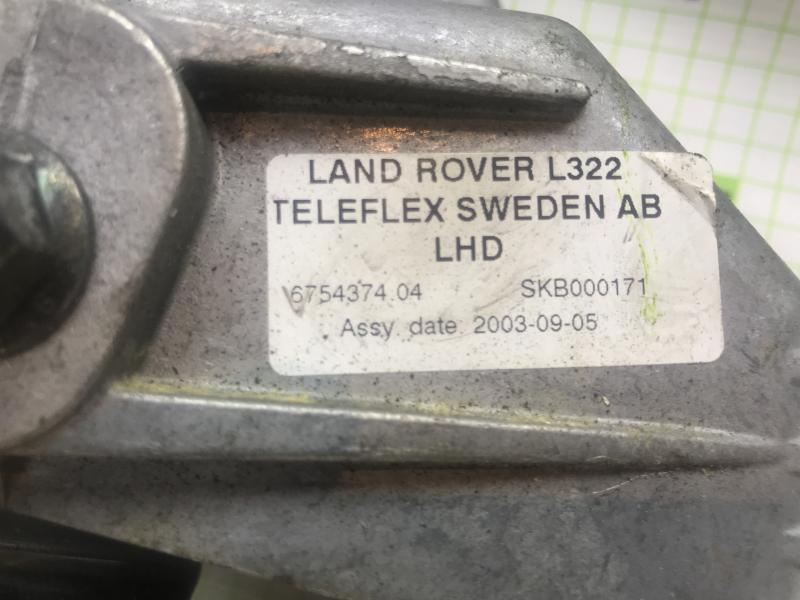 LAND ROVER L322
TELEFLEX SWEDEN AB
LHD
6754374.04 SKB000171
Assy. date: 2003-09-05